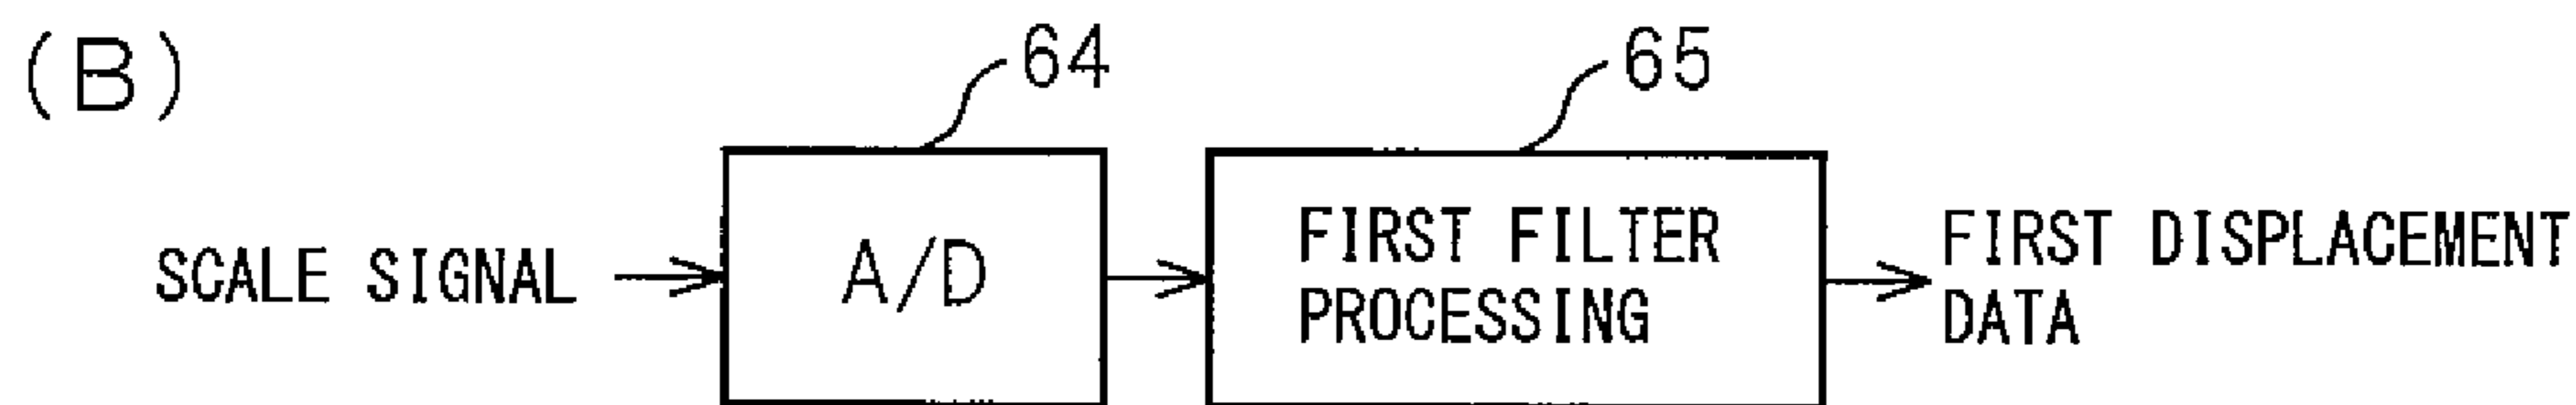 (B)
64
65
SCALE SIGNAL
A/D
FIRST FILTER
PROCESSING
FIRST DISPLACEMENT
DATA